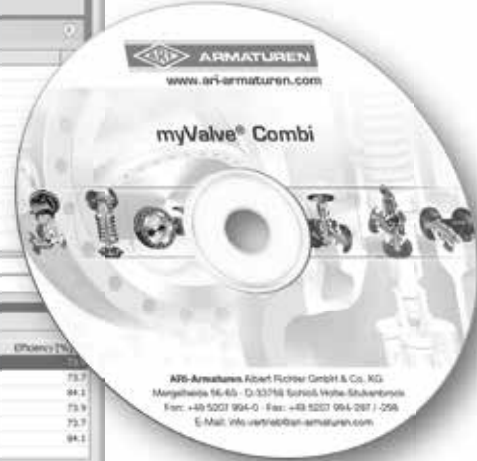 ARI ARMATUREN
www.ari-armaturen.com
myValve® Combi
Efficiency [%]
73.7
84.1
73.9
73.7
84.1
ARI-Armaturen Albert Richter GmbH & Co. KG
Mergelheide 56-60 · D-33758 Schloß Holte-Stukenbrock
Fon: +49 5207 994-0 · Fax: +49 5207 994-297 / -298
E-Mail: info.vertrieb@ari-armaturen.com